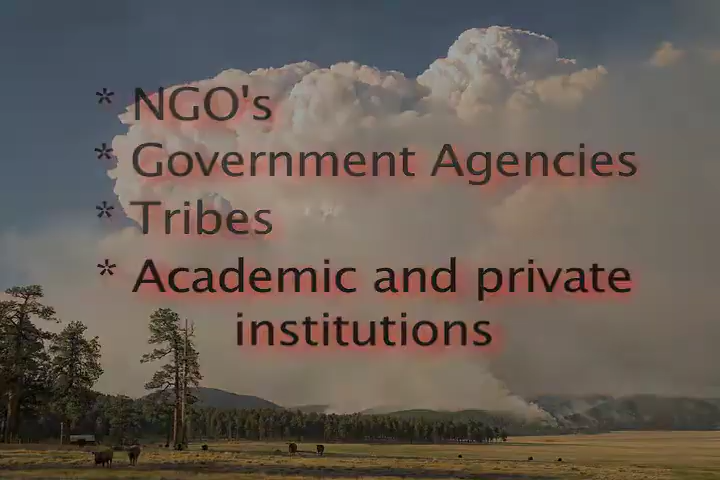 * NGO's
* Government Agencies
* Tribes
* Academic and private
institutions